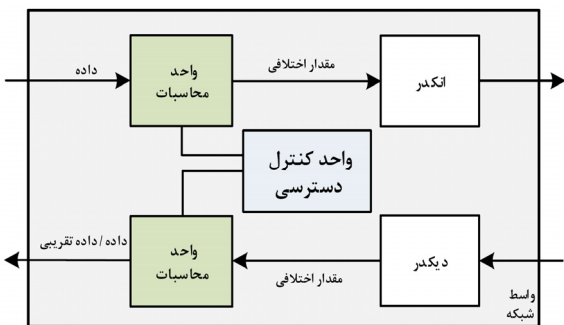 داده
واحد
محاسبات
مقدار اختلافی
انکدر
واحد کنترل
دسترسی
داده/داده تقریبی
واحد
محاسبات
مقدار اختلافی
دیکدر
واسط
شبکه